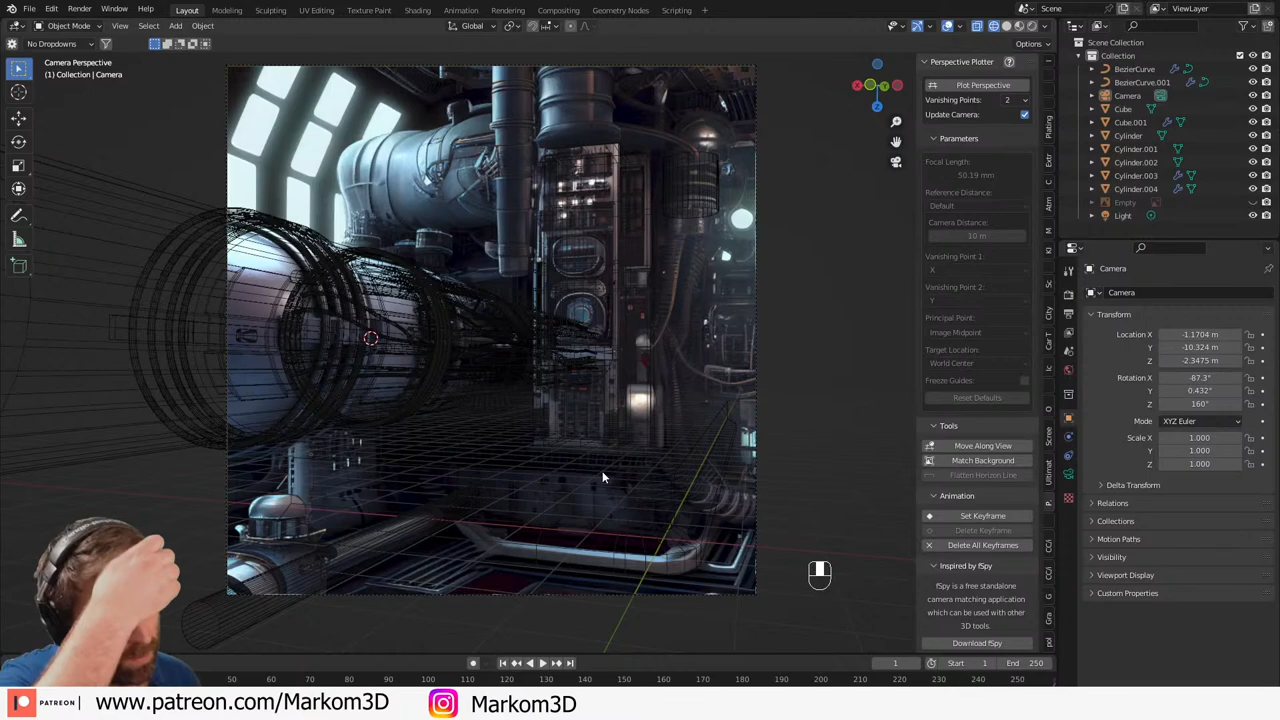 File Edit Render Window Help Layout Modeling Sculpting UV Editing Texture Paint Shading Animation Rendering Compositing Geometry Nodes Scripting Scene ViewLayer
Object Mode View Select Add Object Global
No Dropdowns Options
Camera Perspective
(1) Collection | Camera
Perspective Plotter
Plot Perspective
Vanishing Points: 2
Update Camera:
Parameters
Focal Length:
50.19 mm
Reference Distance:
Default
Camera Distance:
10 m
Vanishing Point 1:
X
Vanishing Point 2:
Y
Principal Point:
Image Midpoint
Target Location:
World Center
Freeze Guides:
Reset Defaults
Tools
Move Along View
Match Background
Flatten Horizon Line
Animation
Set Keyframe
Delete Keyframe
Delete All Keyframes
Inspired by fSpy
fSpy is a free standalone
camera matching application
which can be used with other
3D tools.
Download fSpy
Scene Collection
Collection
BezierCurve
BezierCurve.001
Camera
Cube
Cube.001
Cylinder
Cylinder.001
Cylinder.002
Cylinder.003
Cylinder.004
Empty
Light
Camera
Camera
Transform
Location X -1.1704 m
Y -10.324 m
Z -2.3475 m
Rotation X -87.3°
Y 0.432°
Z 160°
Mode XYZ Euler
Scale X 1.000
Y 1.000
Z 1.000
Delta Transform
Relations
Collections
Motion Paths
Visibility
Viewport Display
Custom Properties
1 Start 1 End 250
50 60 70 80 90 100 110 120 130 140 150 160 170 180 190 200 210 220 230 240 250
PATREON www.patreon.com/Markom3D Markom3D